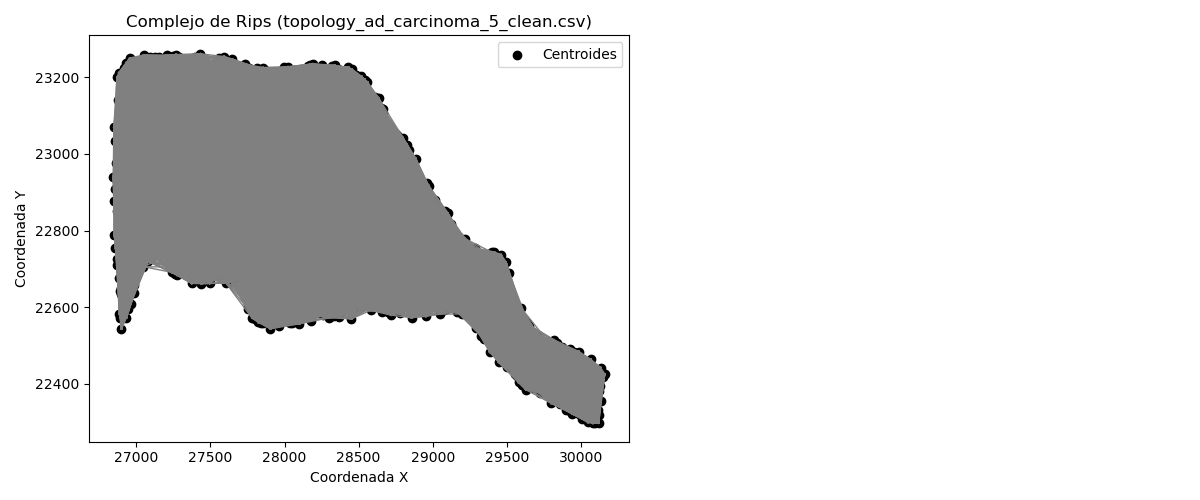 Complejo de Rips (topology_ad_carcinoma_5_clean.csv)
Centroides
23200
23000
22800
22600
22400
Coordenada Y
27000 27500 28000 28500 29000 29500 30000
Coordenada X